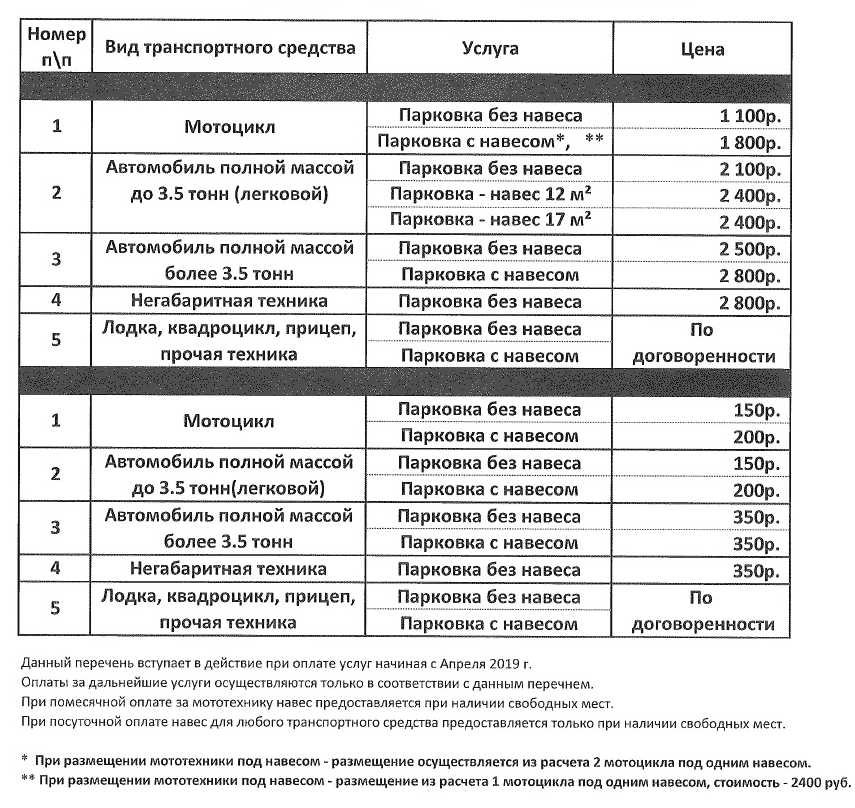 Номер п\п Вид транспортного средства Услуга Цена
1 Мотоцикл Парковка без навеса 1 100р.
Парковка с навесом*, ** 1 800р.
2 Автомобиль полной массой до 3.5 тонн (легковой) Парковка без навеса 2 100р.
Парковка - навес 12 м² 2 400р.
Парковка - навес 17 м² 2 400р.
3 Автомобиль полной массой более 3.5 тонн Парковка без навеса 2 500р.
Парковка с навесом 2 800р.
4 Негабаритная техника Парковка без навеса 2 800р.
5 Лодка, квадроцикл, прицеп, прочая техника Парковка без навеса По договоренности
Парковка с навесом
1 Мотоцикл Парковка без навеса 150р.
Парковка с навесом 200р.
2 Автомобиль полной массой до 3.5 тонн(легковой) Парковка без навеса 150р.
Парковка с навесом 200р.
3 Автомобиль полной массой более 3.5 тонн Парковка без навеса 350р.
Парковка с навесом 350р.
4 Негабаритная техника Парковка без навеса 350р.
5 Лодка, квадроцикл, прицеп, прочая техника Парковка без навеса По договоренности
Парковка с навесом
Данный перечень вступает в действие при оплате услуг начиная с Апреля 2019 г.
Оплаты за дальнейшие услуги осуществляются только в соответствии с данным перечнем.
При помесячной оплате за мототехнику навес предоставляется при наличии свободных мест.
При посуточной оплате навес для любого транспортного средства предоставляется только при наличии свободных мест.
* При размещении мототехники под навесом - размещение осуществляется из расчета 2 мотоцикла под одним навесом.
** При размещении мототехники под навесом - размещение из расчета 1 мотоцикла под одним навесом, стоимость - 2400 руб.